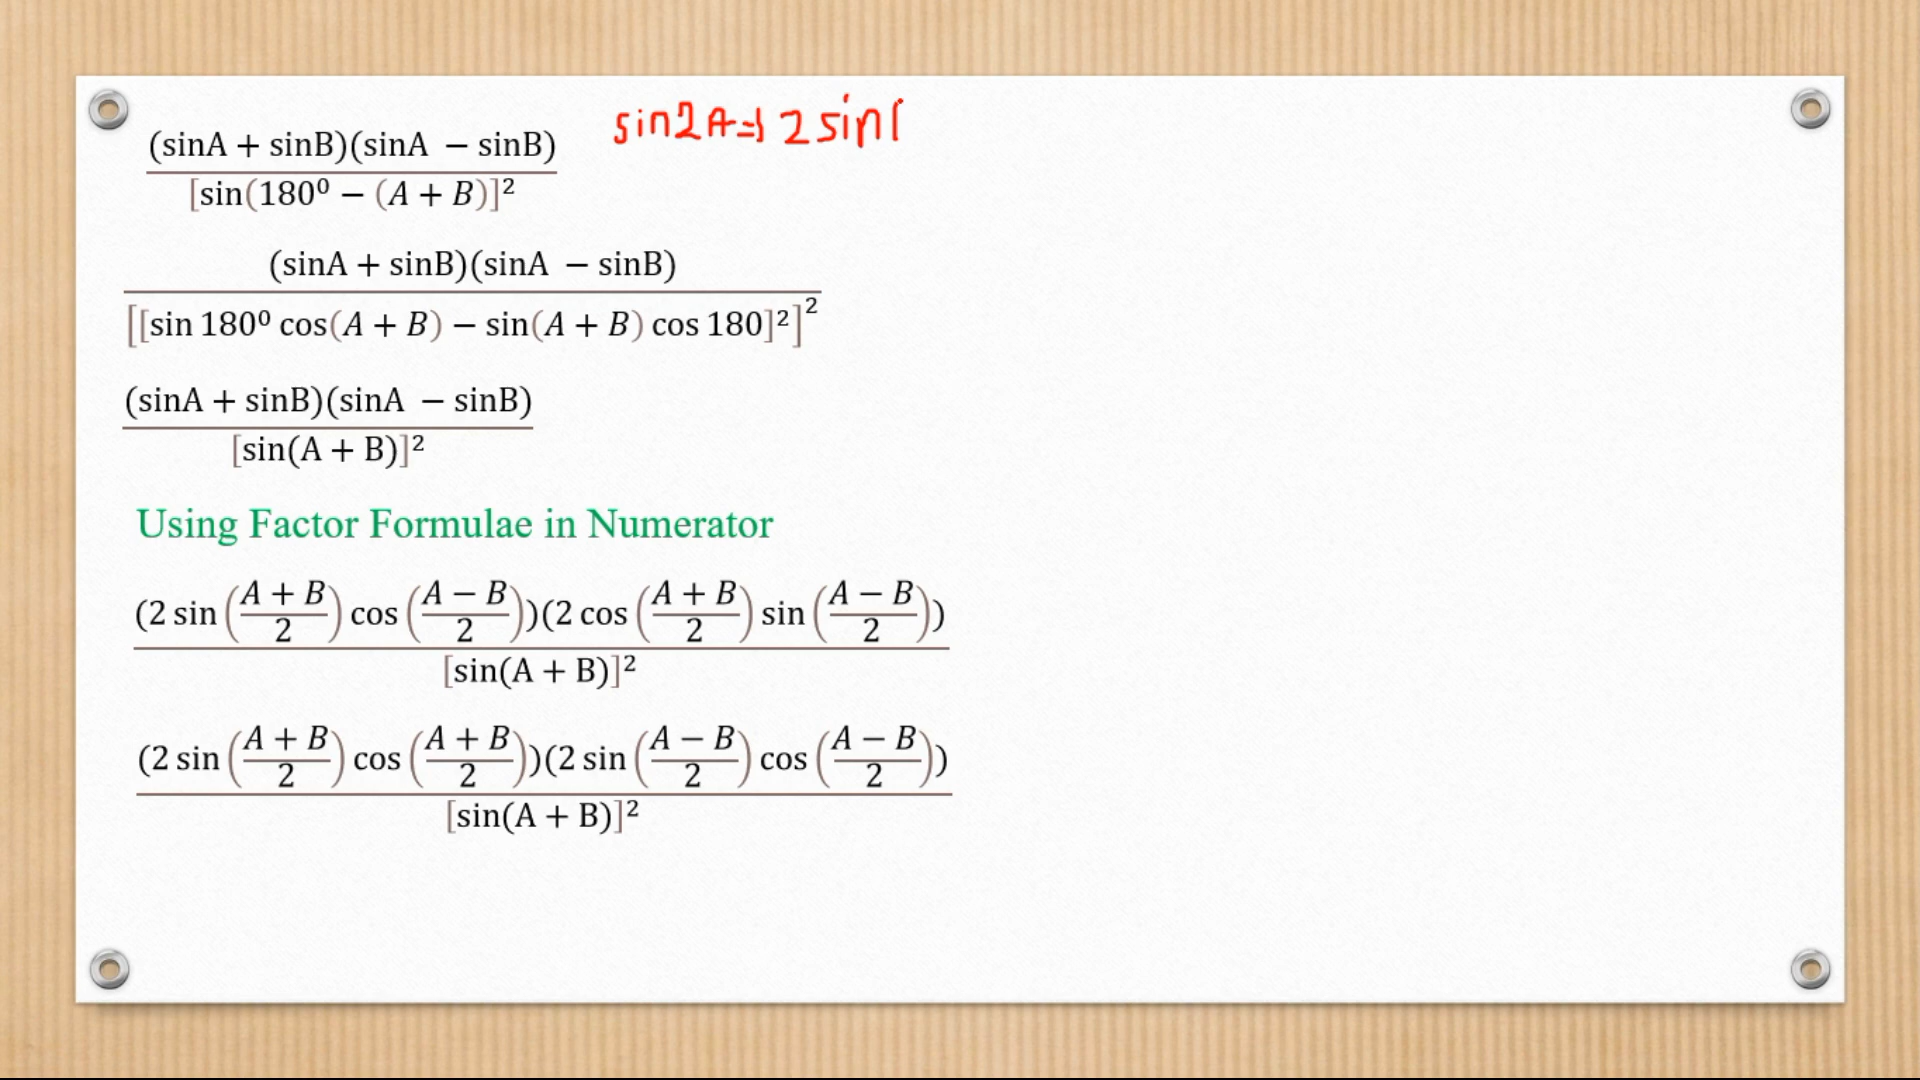 sin2A=) 2 sin(
(sinA + sinB)(sinA − sinB)
[sin(180⁰ − (A + B)]²
(sinA + sinB)(sinA − sinB)
[[sin 180⁰ cos(A + B) − sin(A + B) cos 180]²]²
(sinA + sinB)(sinA − sinB)
[sin(A + B)]²
Using Factor Formulae in Numerator
(2 sin ((A + B)/2) cos ((A − B)/2))(2 cos ((A + B)/2) sin ((A − B)/2))
[sin(A + B)]²
(2 sin ((A + B)/2) cos ((A + B)/2))(2 sin ((A − B)/2) cos ((A − B)/2))
[sin(A + B)]²